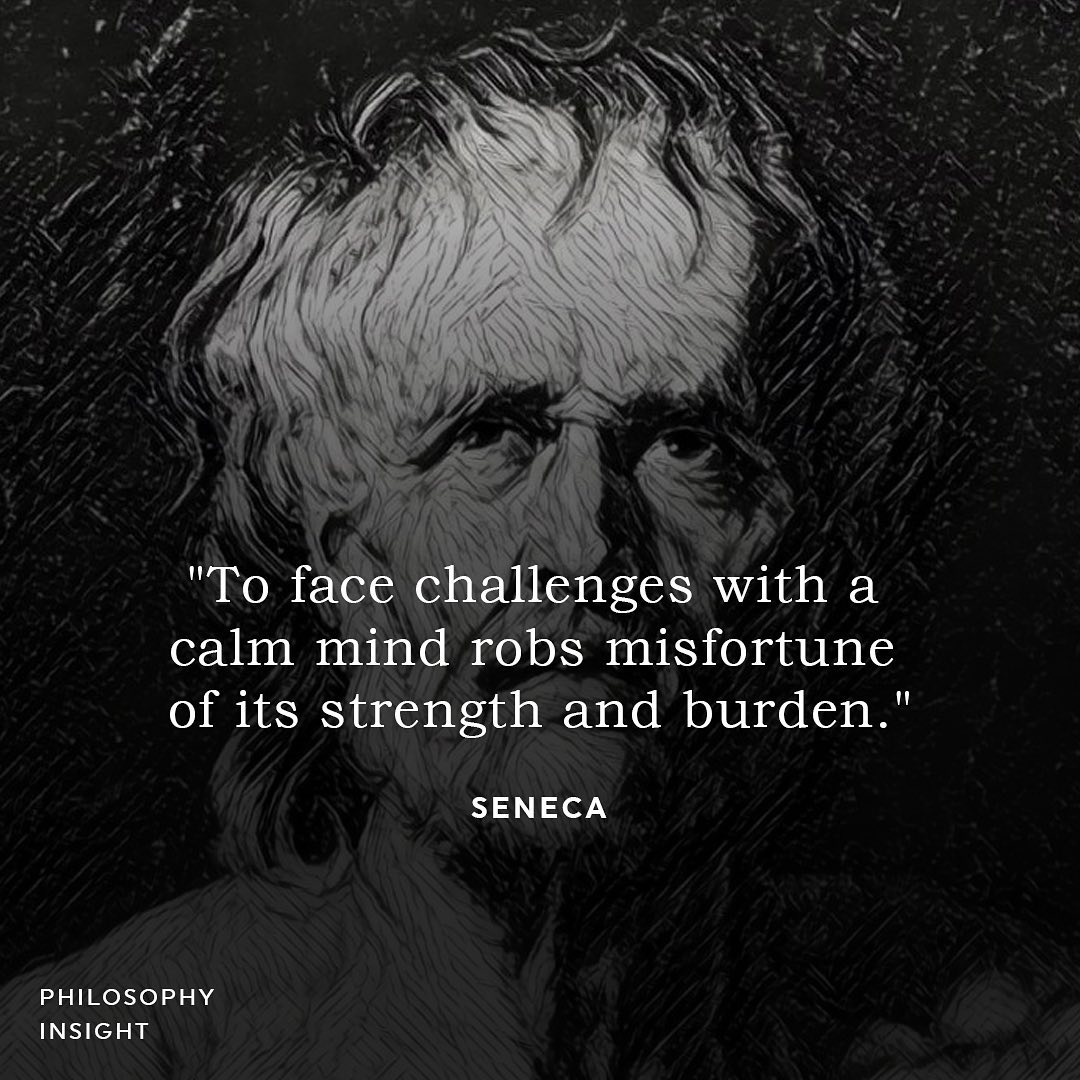 "To face challenges with a
calm mind robs misfortune
of its strength and burden."
SENECA
PHILOSOPHY
INSIGHT